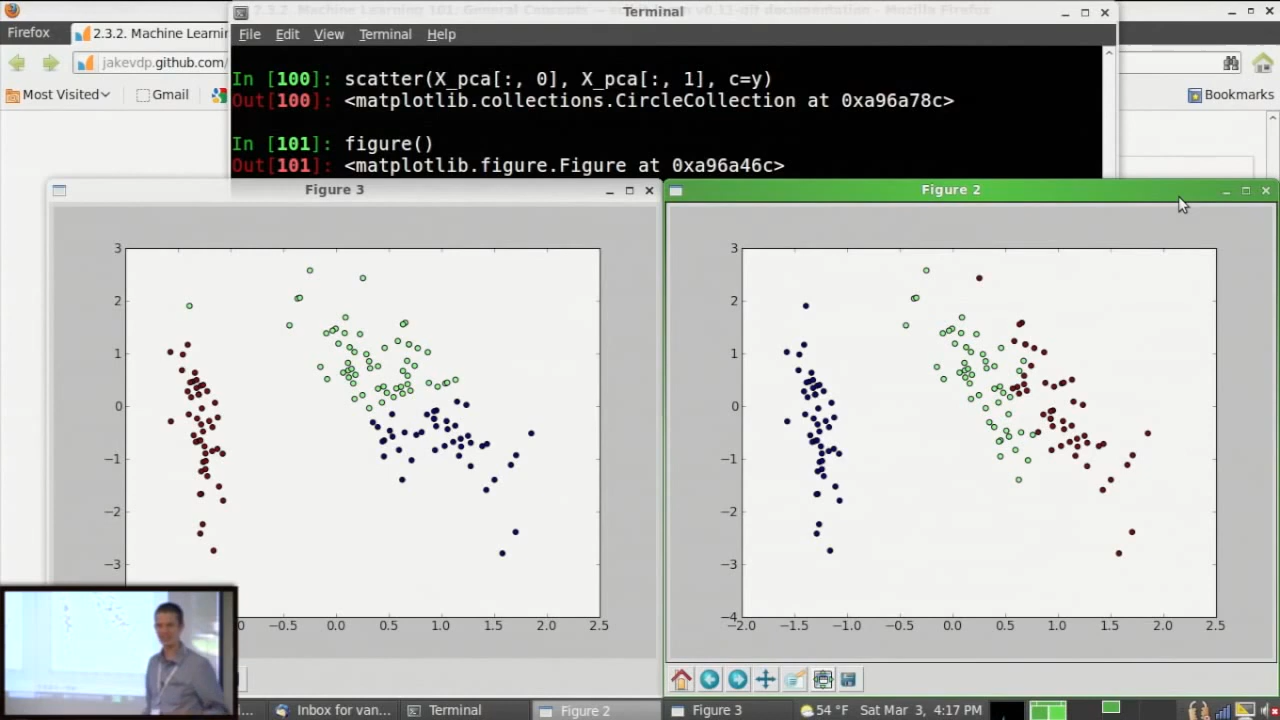 Terminal
Firefox
2.3.2. Machine Learnin
File Edit View Terminal Help
jakevdp.github.com/
Most Visited
Gmail
Bookmarks
In [100]: scatter(X_pca[:, 0], X_pca[:, 1], c=y)
Out[100]: <matplotlib.collections.CircleCollection at 0xa96a78c>
In [101]: figure()
Out[101]: <matplotlib.figure.Figure at 0xa96a46c>
Figure 3
3
2
1
0
−1
−2
−3
0 −0.5 0.0 0.5 1.0 1.5 2.0 2.5
Figure 2
3
2
1
0
−1
−2
−3
−4
−2.0 −1.5 −1.0 −0.5 0.0 0.5 1.0 1.5 2.0 2.5
i...
Inbox for van...
Terminal
Figure 2
Figure 3
54 °F Sat Mar 3, 4:17 PM